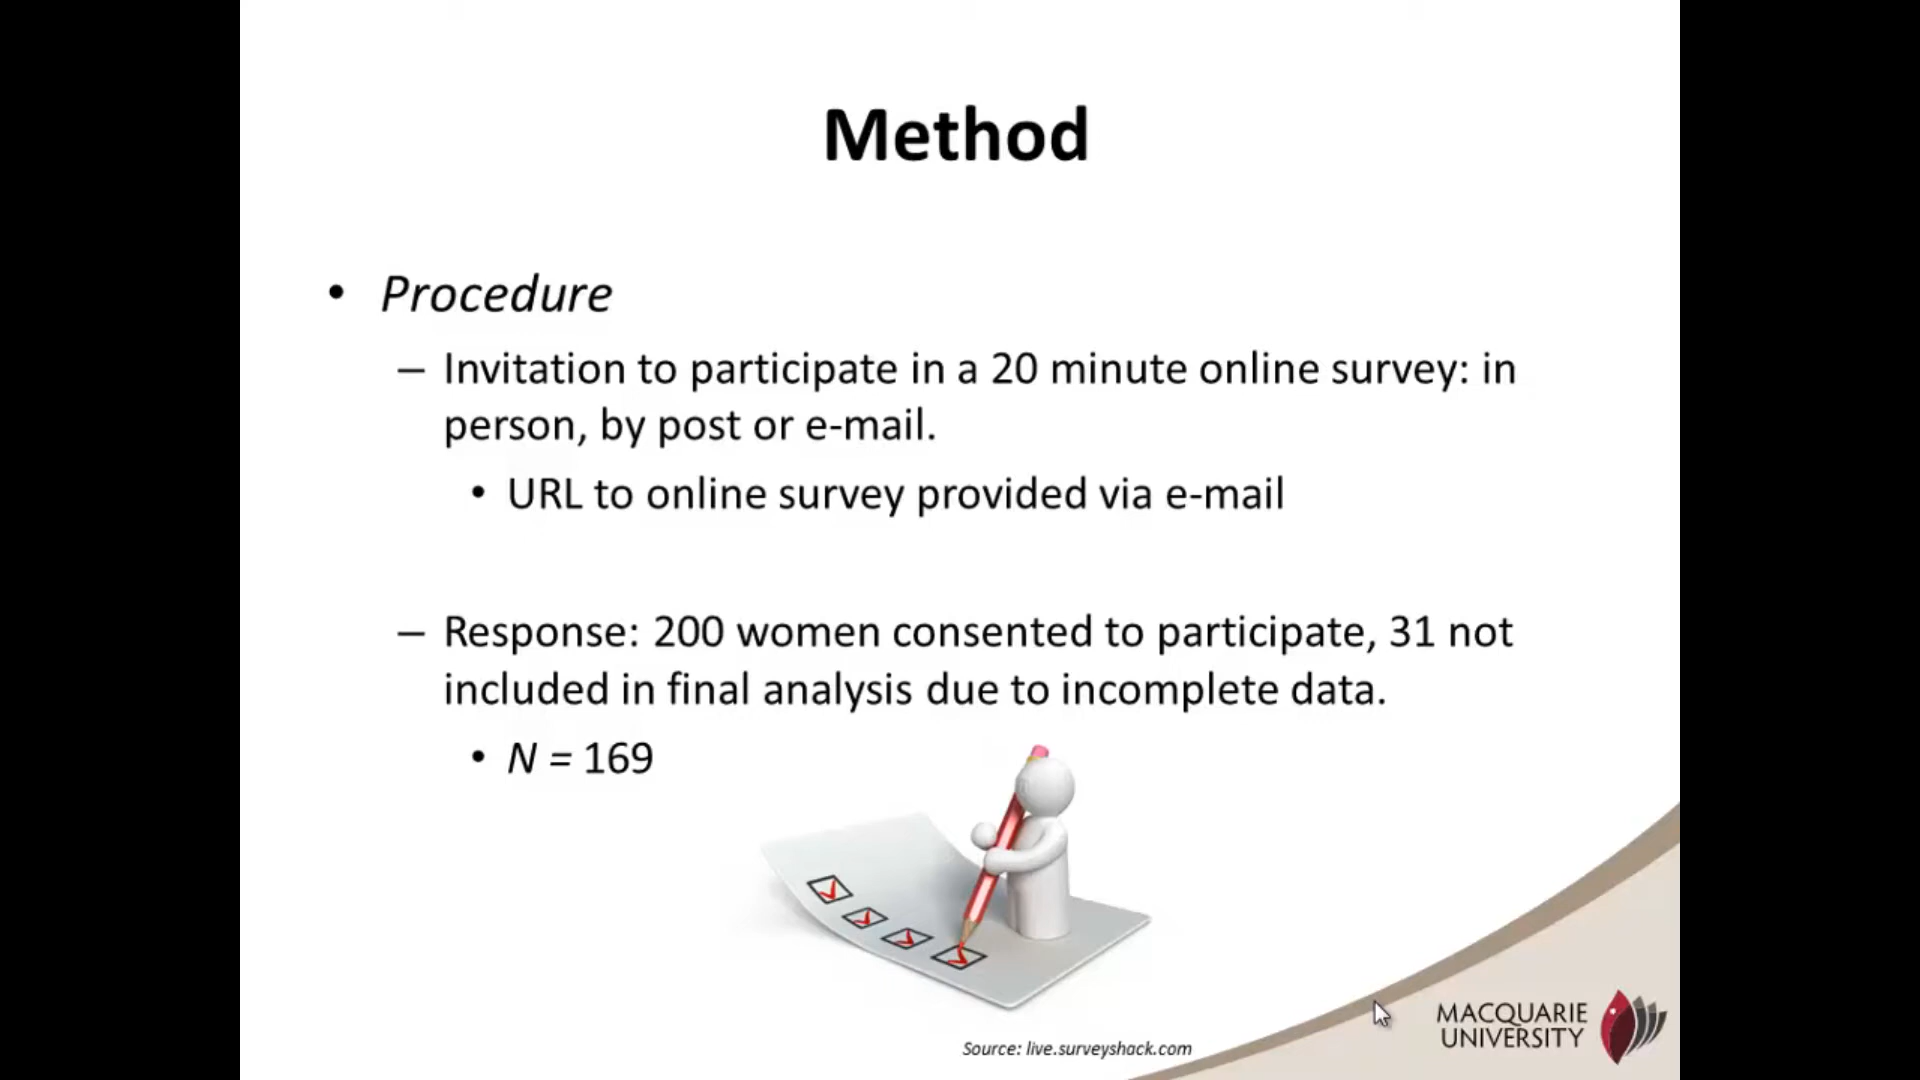 Method
• Procedure
– Invitation to participate in a 20 minute online survey: in
person, by post or e-mail.
• URL to online survey provided via e-mail
– Response: 200 women consented to participate, 31 not
included in final analysis due to incomplete data.
• N = 169
Source: live.surveyshack.com
MACQUARIE
UNIVERSITY